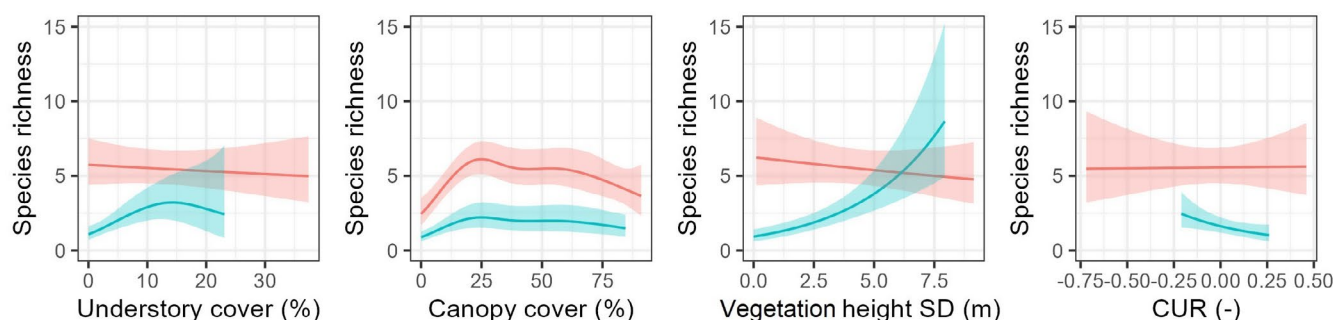 Species richness
15
10
5
0
0 10 20 30
Understory cover (%)
Species richness
15
10
5
0
0 25 50 75
Canopy cover (%)
Species richness
15
10
5
0
0.0 2.5 5.0 7.5
Vegetation height SD (m)
Species richness
15
10
5
0
-0.75 -0.50 -0.25 0.00 0.25 0.50
CUR (-)